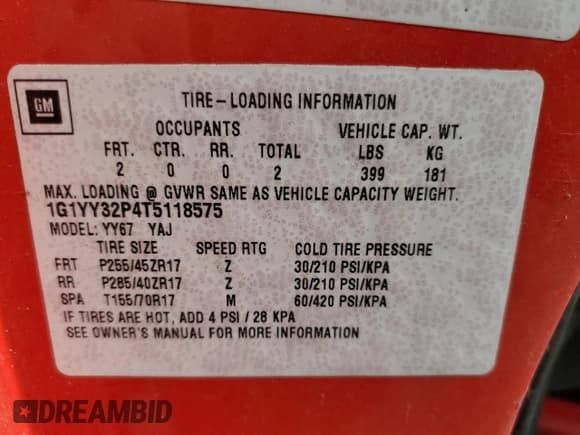 GM
TIRE - LOADING INFORMATION
OCCUPANTS VEHICLE CAP. WT.
FRT. CTR. RR. TOTAL LBS KG
2 0 0 2 399 181
MAX. LOADING @ GVWR SAME AS VEHICLE CAPACITY WEIGHT.
1G1YY32P4T5118575
MODEL: YY67 YAJ
TIRE SIZE SPEED RTG COLD TIRE PRESSURE
FRT P255/45ZR17 Z 30/210 PSI/KPA
RR P285/40ZR17 Z 30/210 PSI/KPA
SPA T155/70R17 M 60/420 PSI/KPA
IF TIRES ARE HOT, ADD 4 PSI / 28 KPA
SEE OWNER'S MANUAL FOR MORE INFORMATION
DREAMBID